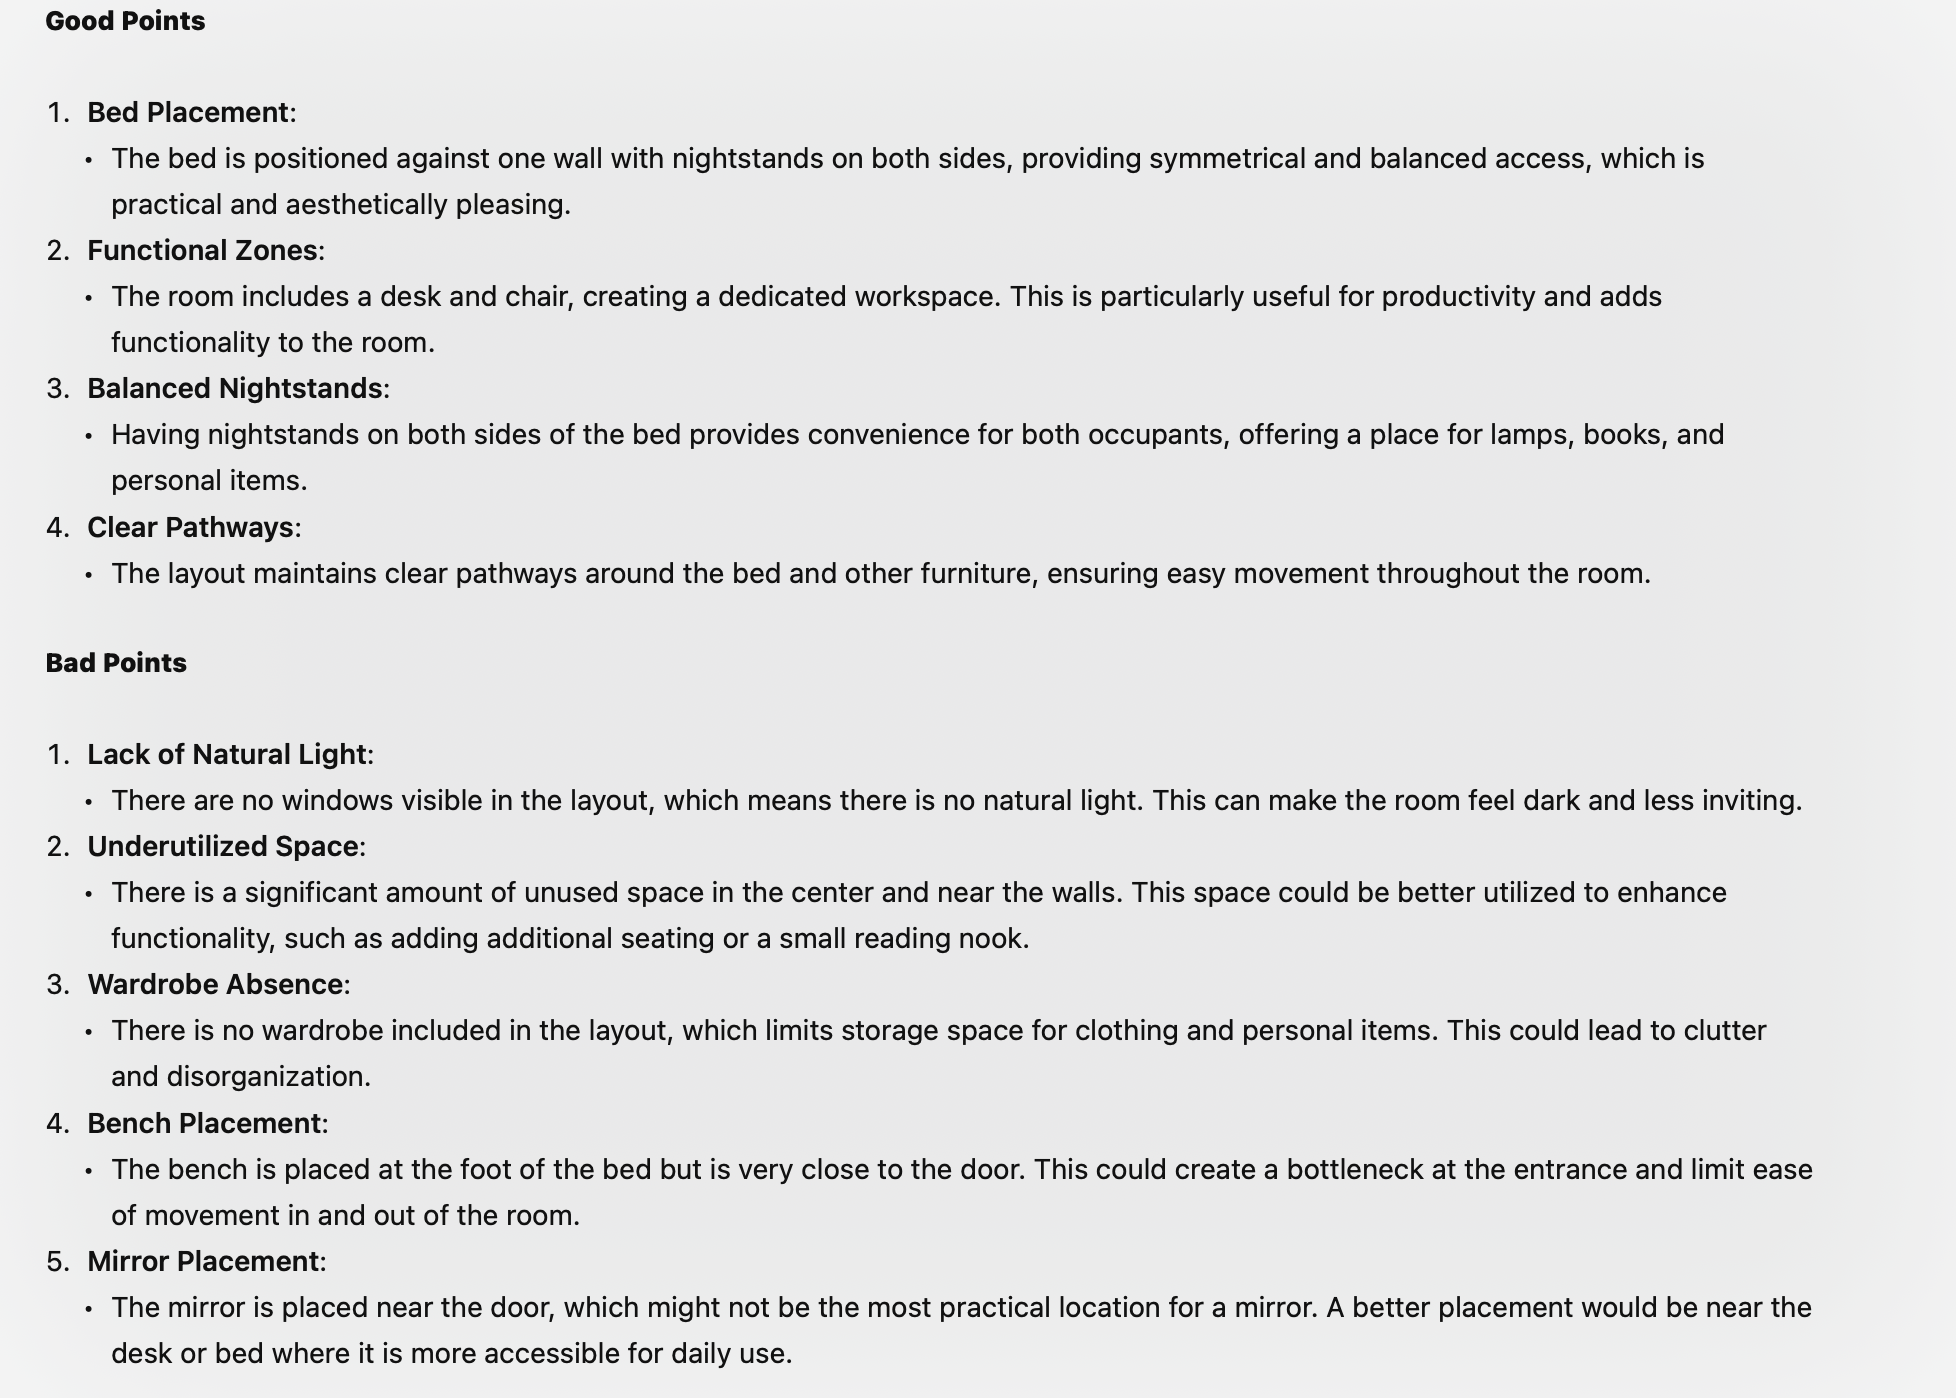 Good Points
1. Bed Placement:
• The bed is positioned against one wall with nightstands on both sides, providing symmetrical and balanced access, which is
practical and aesthetically pleasing.
2. Functional Zones:
• The room includes a desk and chair, creating a dedicated workspace. This is particularly useful for productivity and adds
functionality to the room.
3. Balanced Nightstands:
• Having nightstands on both sides of the bed provides convenience for both occupants, offering a place for lamps, books, and
personal items.
4. Clear Pathways:
• The layout maintains clear pathways around the bed and other furniture, ensuring easy movement throughout the room.
Bad Points
1. Lack of Natural Light:
• There are no windows visible in the layout, which means there is no natural light. This can make the room feel dark and less inviting.
2. Underutilized Space:
• There is a significant amount of unused space in the center and near the walls. This space could be better utilized to enhance
functionality, such as adding additional seating or a small reading nook.
3. Wardrobe Absence:
• There is no wardrobe included in the layout, which limits storage space for clothing and personal items. This could lead to clutter
and disorganization.
4. Bench Placement:
• The bench is placed at the foot of the bed but is very close to the door. This could create a bottleneck at the entrance and limit ease
of movement in and out of the room.
5. Mirror Placement:
• The mirror is placed near the door, which might not be the most practical location for a mirror. A better placement would be near the
desk or bed where it is more accessible for daily use.